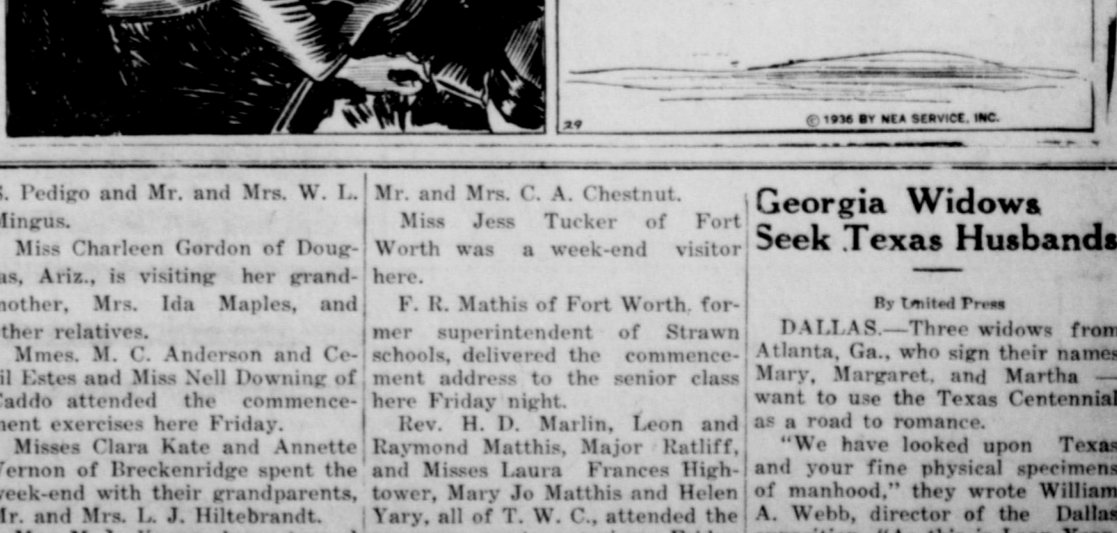 29
© 1936 BY NEA SERVICE, INC.
S. Pedigo and Mr. and Mrs. W. L.
Mingus.
Miss Charleen Gordon of Doug-
as, Ariz., is visiting her grand-
mother, Mrs. Ida Maples, and
ther relatives.
Mmes. M. C. Anderson and Ce-
il Estes and Miss Nell Downing of
Caddo attended the commence-
ment exercises here Friday.
Misses Clara Kate and Annette
Vernon of Breckenridge spent the
week-end with their grandparents,
Mr. and Mrs. L. J. Hiltebrandt.
Mr. and Mrs. C. A. Chestnut.
Miss Jess Tucker of Fort
Worth was a week-end visitor
here.
F. R. Mathis of Fort Worth, for-
mer superintendent of Strawn
schools, delivered the commence-
ment address to the senior class
here Friday night.
Rev. H. D. Marlin, Leon and
Raymond Matthis, Major Ratliff,
and Misses Laura Frances High-
tower, Mary Jo Matthis and Helen
Yary, all of T. W. C., attended the
Georgia Widows
Seek Texas Husbands
By United Press
DALLAS.—Three widows from
Atlanta, Ga., who sign their names
Mary, Margaret, and Martha —
want to use the Texas Centennial
as a road to romance.
"We have looked upon Texas
and your fine physical specimens
of manhood," they wrote William
A. Webb, director of the Dallas